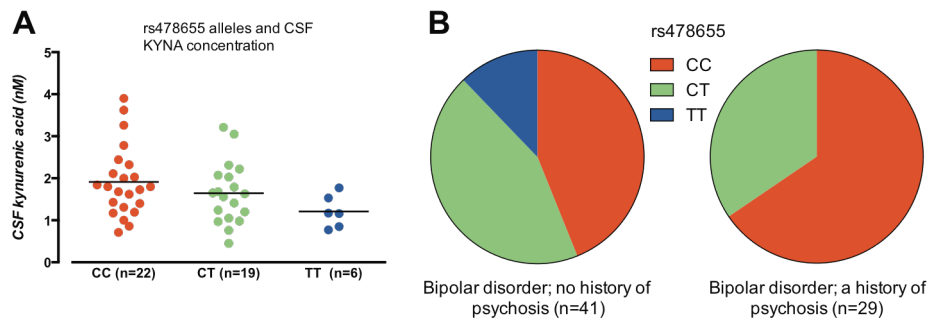 A
rs478655 alleles and CSF
KYNA concentration
CSF kynurenic acid (nM)
5
4
3
2
1
0
CC (n=22)
CT (n=19)
TT (n=6)
B
rs478655
CC
CT
TT
Bipolar disorder; no history of
psychosis (n=41)
Bipolar disorder; a history of
psychosis (n=29)